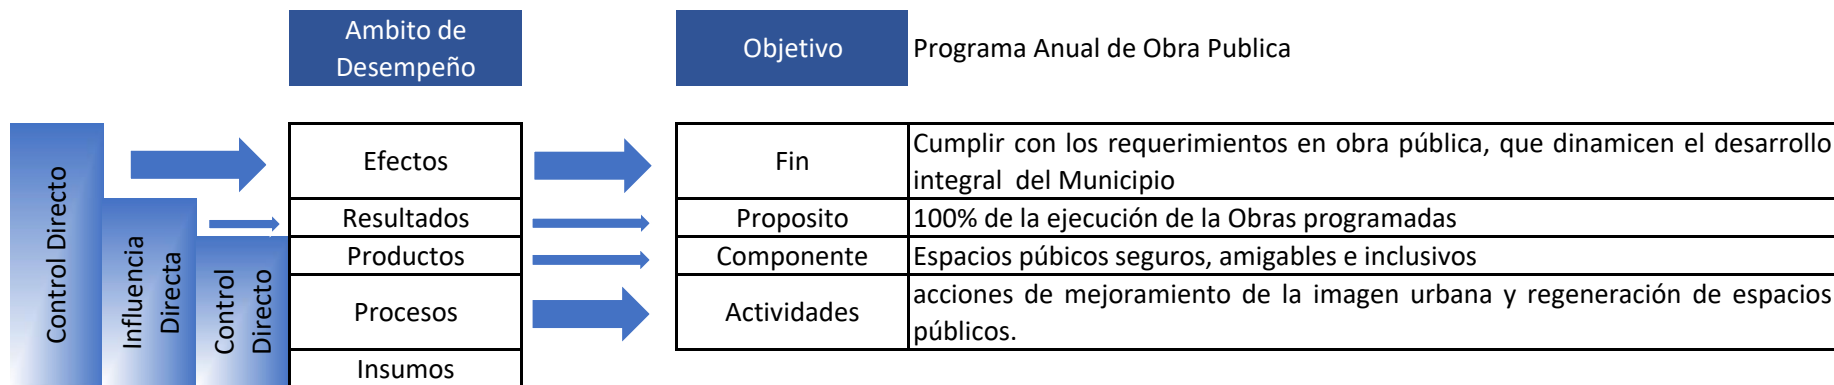 Ambito de
Desempeño
Objetivo
Programa Anual de Obra Publica
Control Directo
Influencia
Directa
Control
Directo
Efectos
Fin
Cumplir con los requerimientos en obra pública, que dinamicen el desarrollo
integral del Municipio
Resultados
Proposito
100% de la ejecución de la Obras programadas
Productos
Componente
Espacios púbicos seguros, amigables e inclusivos
Procesos
Actividades
acciones de mejoramiento de la imagen urbana y regeneración de espacios
públicos.
Insumos